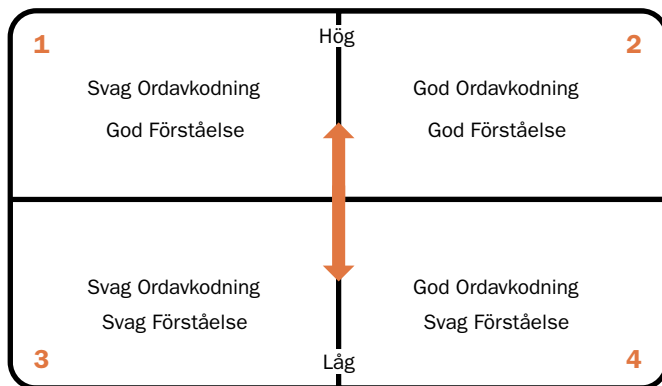 1
Hög
2
Svag Ordavkodning
God Förståelse
God Ordavkodning
God Förståelse
Svag Ordavkodning
Svag Förståelse
God Ordavkodning
Svag Förståelse
3
Låg
4